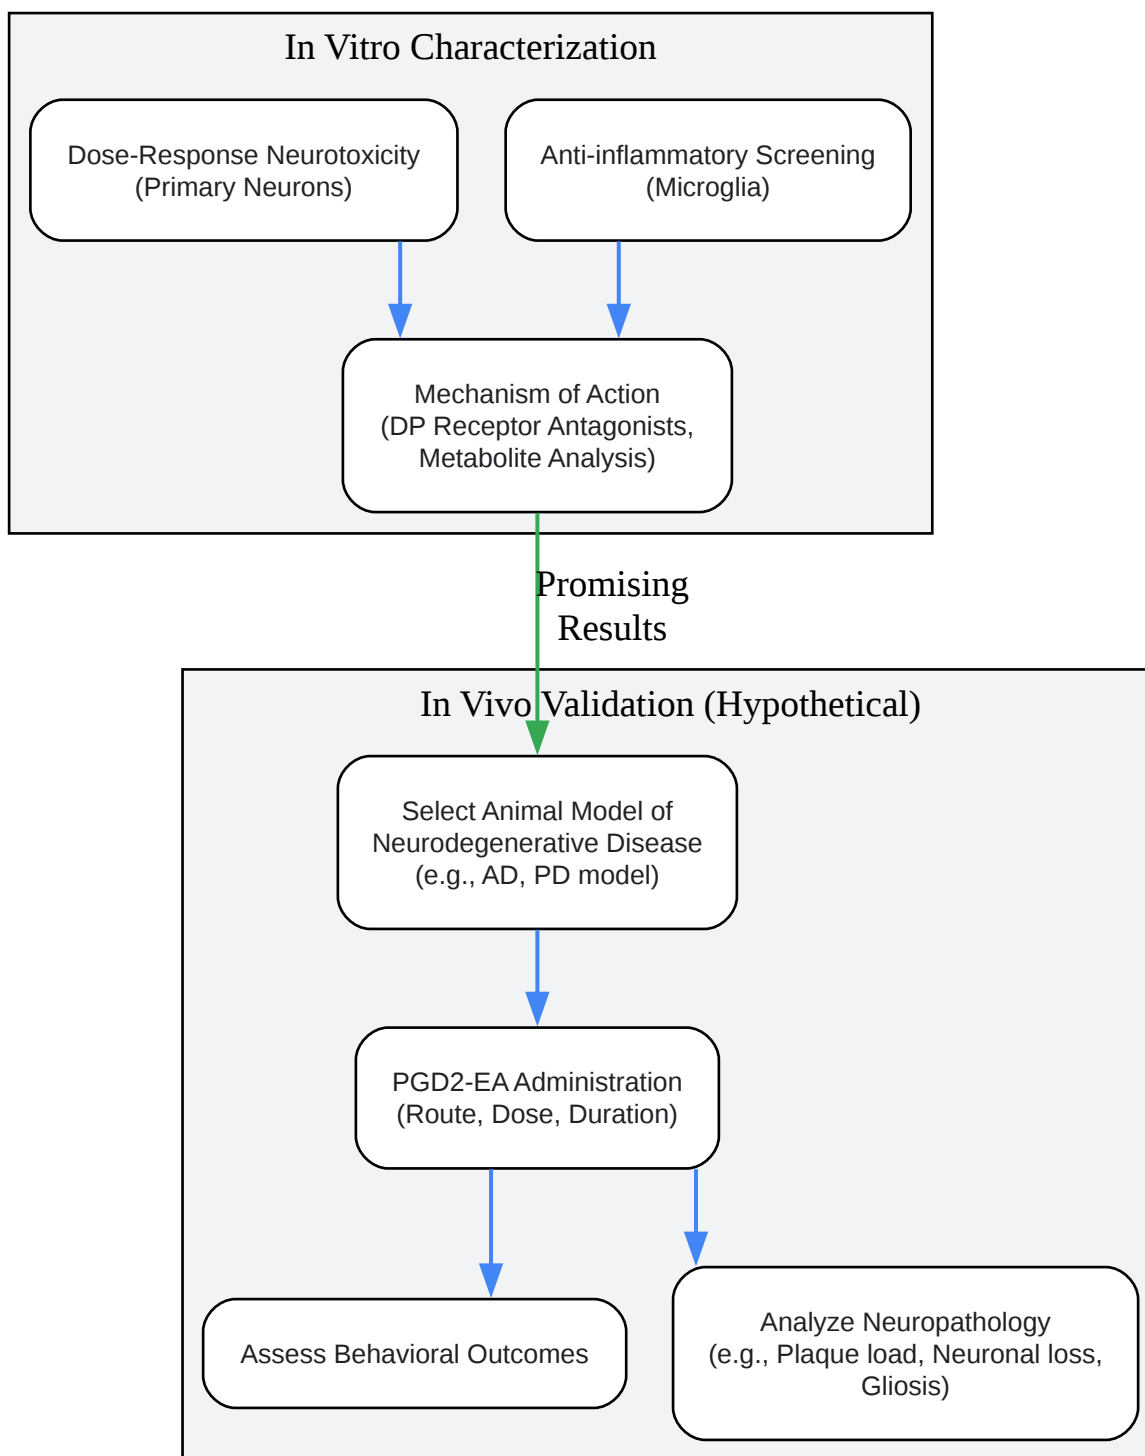 In Vitro Characterization
Dose-Response Neurotoxicity
(Primary Neurons)
Anti-inflammatory Screening
(Microglia)
Mechanism of Action
(DP Receptor Antagonists,
Metabolite Analysis)
Promising
Results
In Vivo Validation (Hypothetical)
Select Animal Model of
Neurodegenerative Disease
(e.g., AD, PD model)
PGD2-EA Administration
(Route, Dose, Duration)
Assess Behavioral Outcomes
Analyze Neuropathology
(e.g., Plaque load, Neuronal loss,
Gliosis)